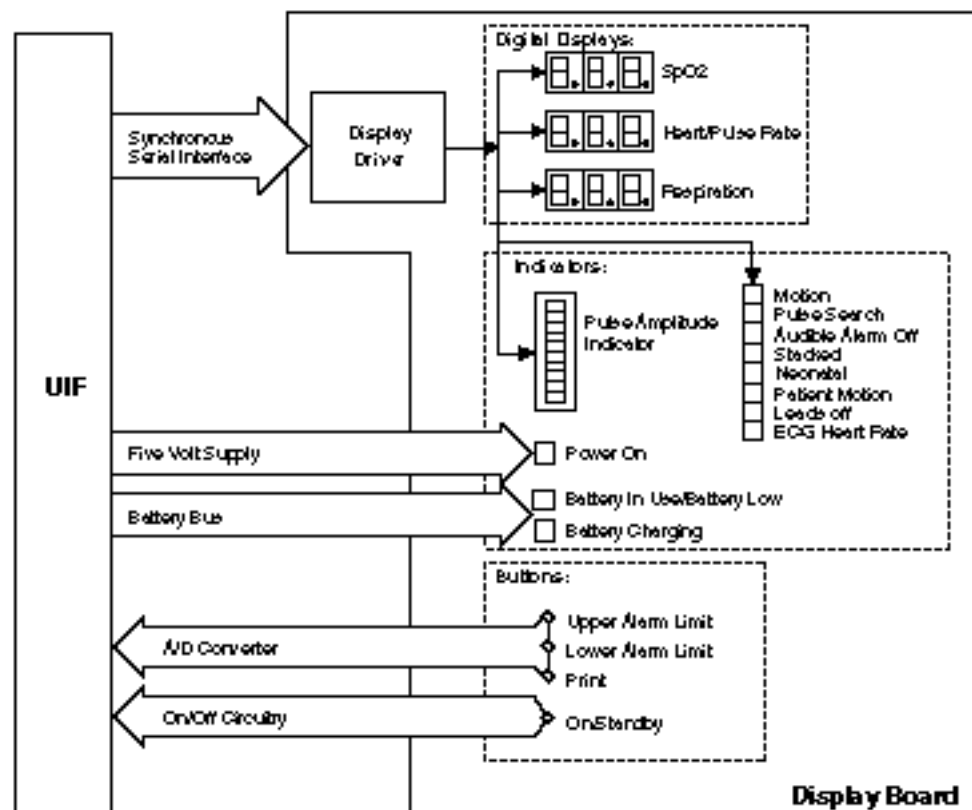 Digital Displays:
SpO2
Synchronous
Serial Interface
Display
Driver
Heart/Pulse Rate
Respiration
Indicators:
Pulse Amplitude
Indicator
Motion
Pulse Search
Audible Alarm Off
Stacked
Neonatal
Patient Motion
Leads off
ECG Heart Rate
UIF
Five Volt Supply
Power On
Battery In Use/Battery Low
Battery Bus
Battery Charging
Buttons:
Upper Alarm Limit
A/D Converter
Lower Alarm Limit
Print
On/Off Circuitry
On/Standby
Display Board